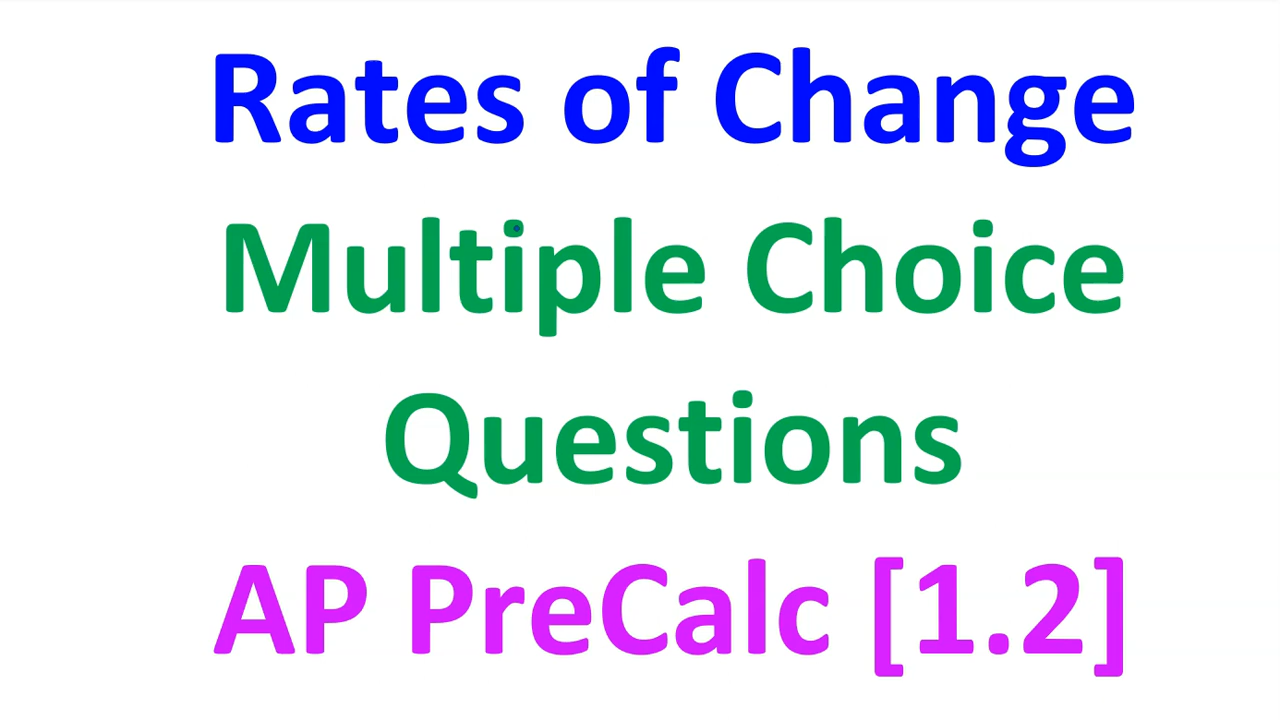 Rates of Change
Multiple Choice
Questions
AP PreCalc [1.2]